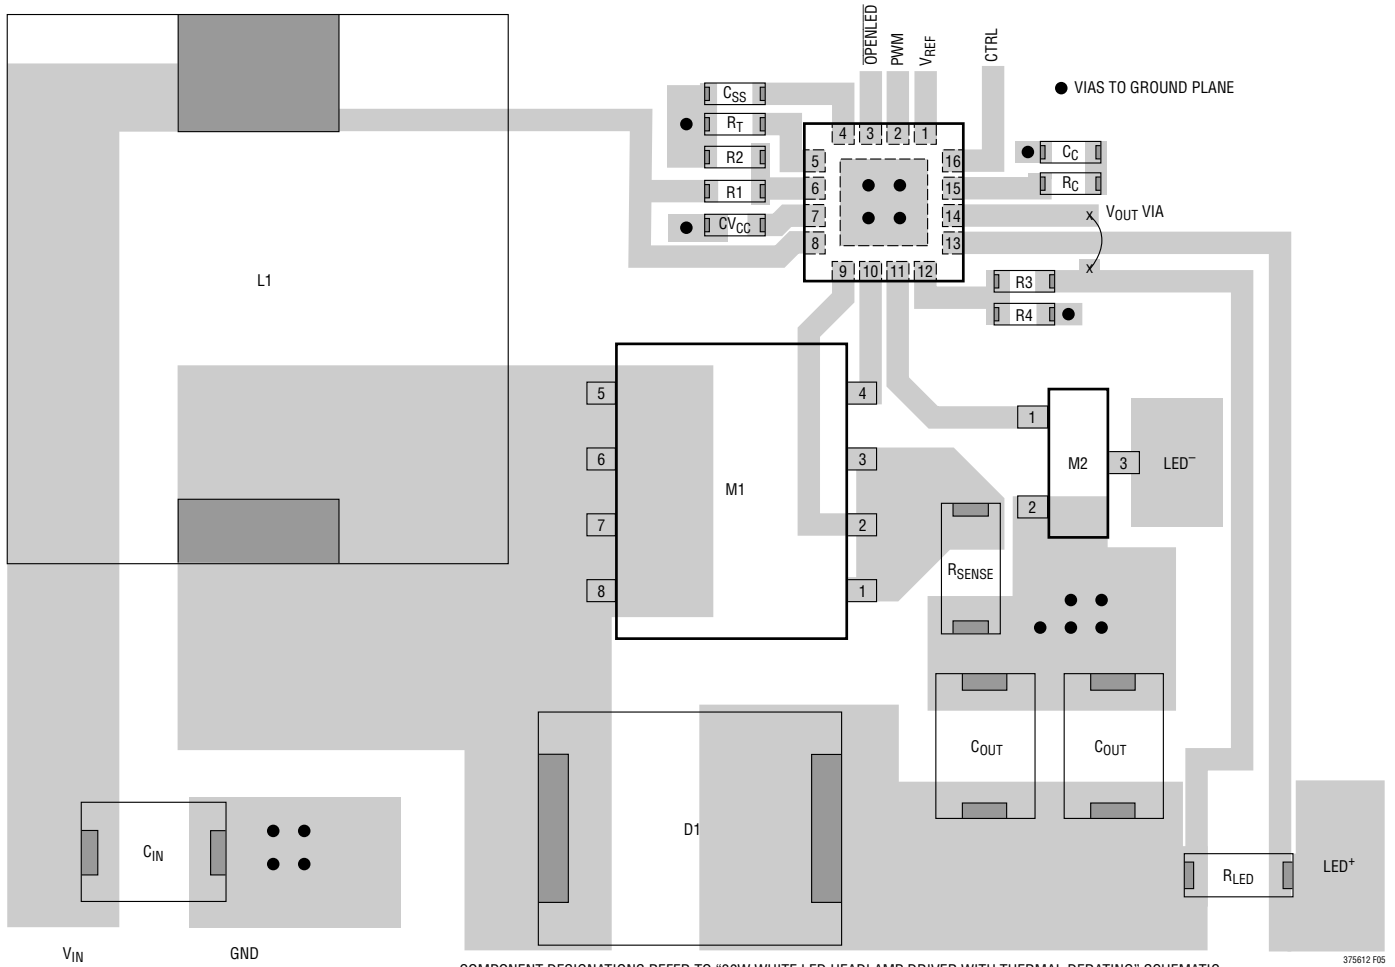 OPENLED
PWM
VREF
CTRL
VIAS TO GROUND PLANE
CSS
RT
R2
R1
CVCC
4 3 2 1
5
6
7
8
16
15
14
13
9 10 11 12
CC
RC
x VOUT VIA
x
R3
R4
L1
5
6
7
8
M1
4
3
2
1
1
2
M2
3
LED−
RSENSE
COUT
COUT
D1
CIN
RLED
LED+
VIN
GND
375612 F05